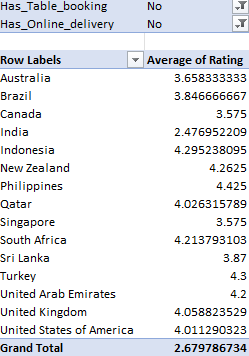 Has_Table_booking No
Has_Online_delivery No
Row Labels Average of Rating
Australia 3.658333333
Brazil 3.846666667
Canada 3.575
India 2.476952209
Indonesia 4.295238095
New Zealand 4.2625
Philippines 4.425
Qatar 4.026315789
Singapore 3.575
South Africa 4.213793103
Sri Lanka 3.87
Turkey 4.3
United Arab Emirates 4.2
United Kingdom 4.058823529
United States of America 4.011290323
Grand Total 2.679786734